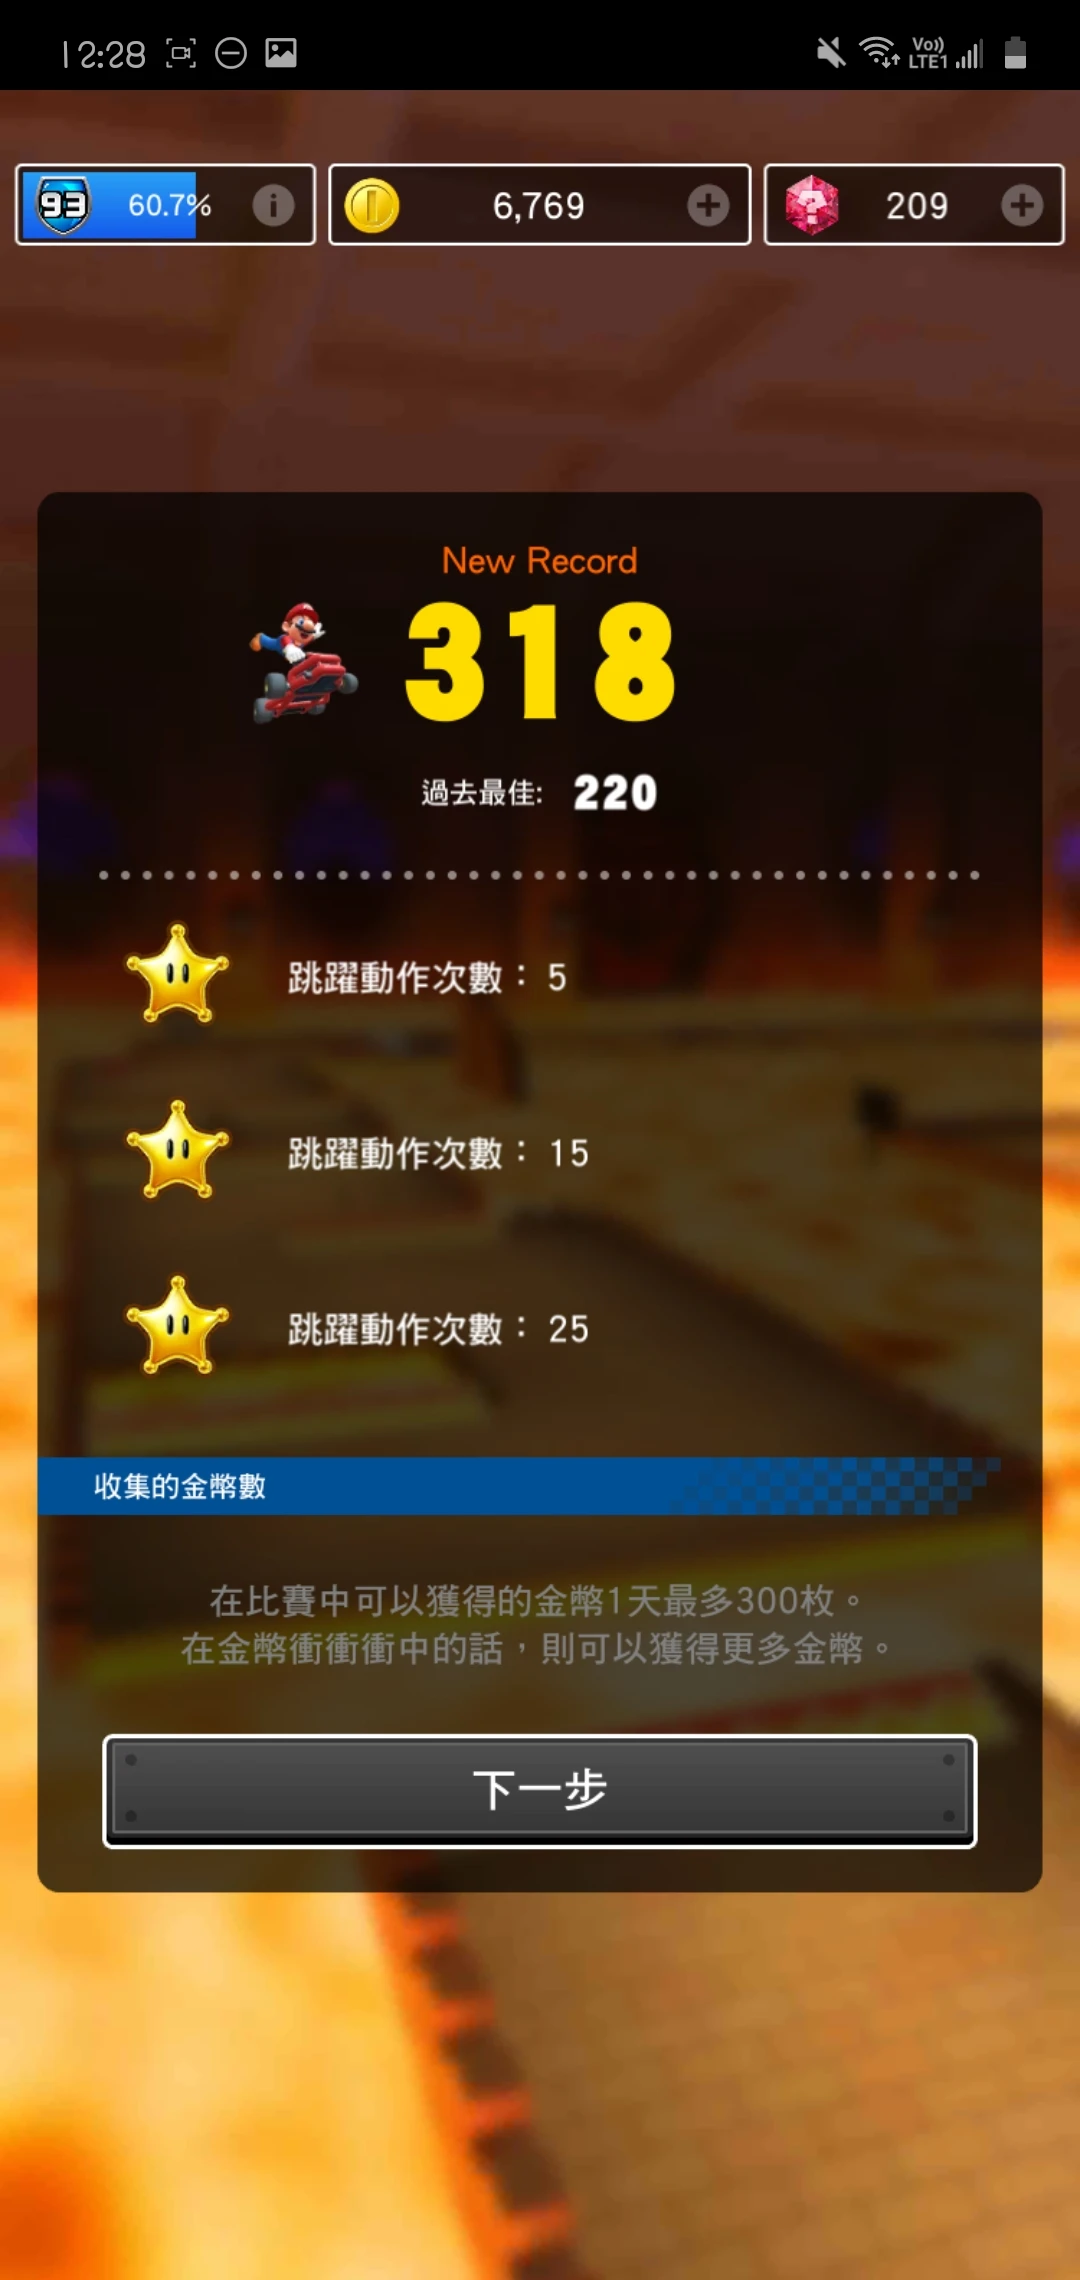 12:28
Vo))
LTE1
93 60.7% i 6,769 + 209 +
New Record
318
過去最佳: 220
跳躍動作次數： 5
跳躍動作次數： 15
跳躍動作次數： 25
收集的金幣數
在比賽中可以獲得的金幣1天最多300枚。
在金幣衝衝衝中的話，則可以獲得更多金幣。
下一步